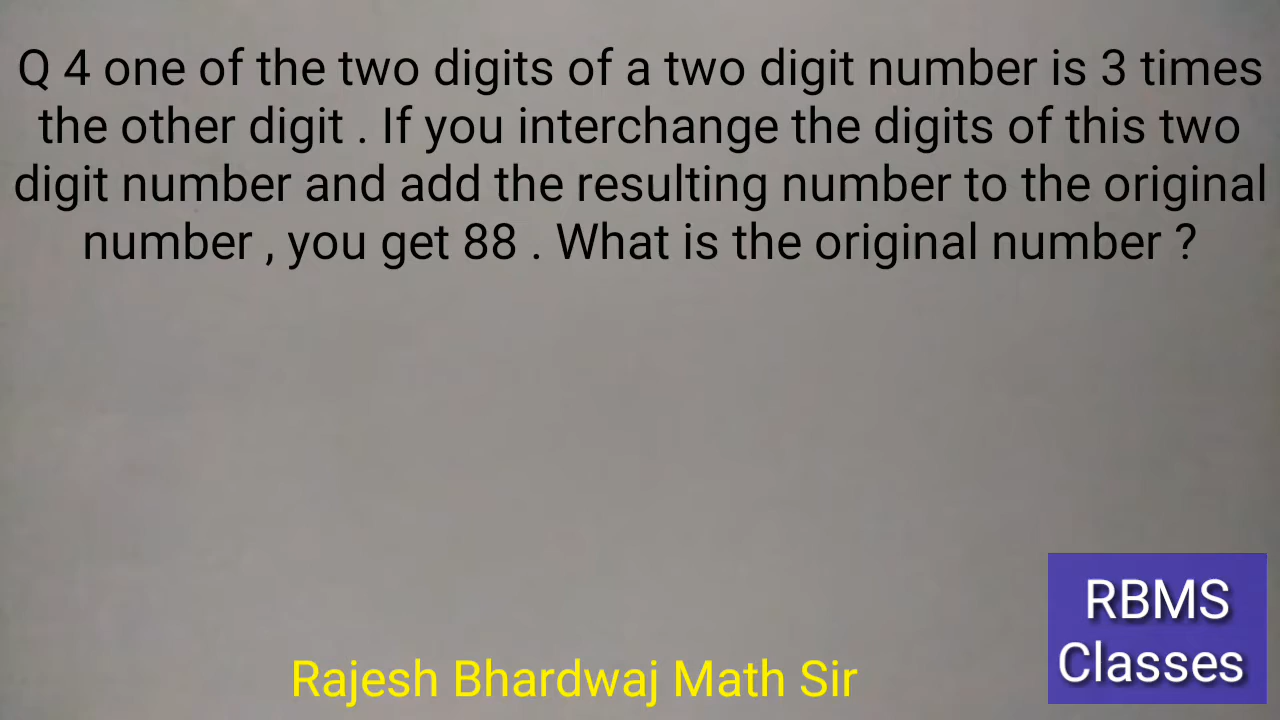 Q 4 one of the two digits of a two digit number is 3 times
the other digit . If you interchange the digits of this two
digit number and add the resulting number to the original
number , you get 88 . What is the original number ?
RBMS
Classes
Rajesh Bhardwaj Math Sir